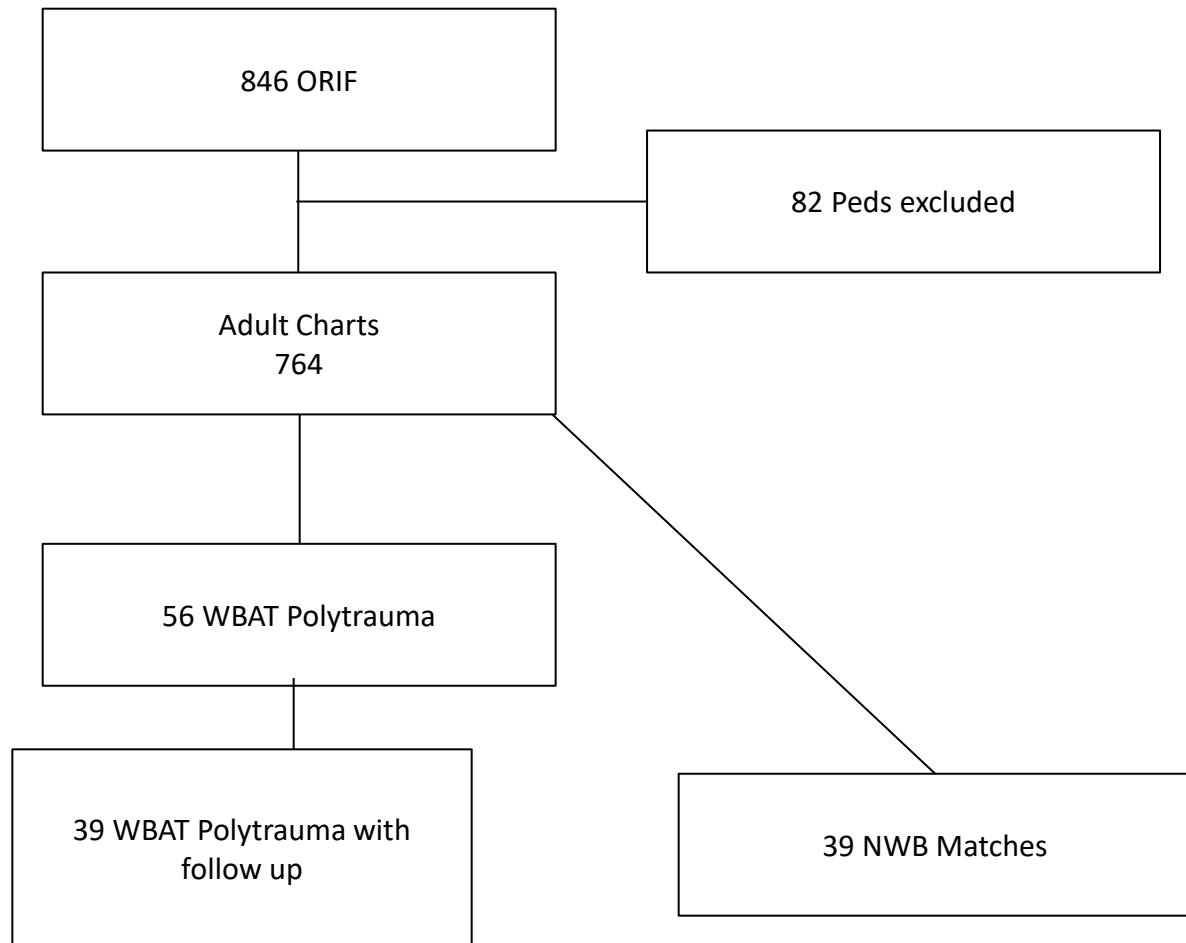 846 ORIF
82 Peds excluded
Adult Charts
764
56 WBAT Polytrauma
39 WBAT Polytrauma with
follow up
39 NWB Matches